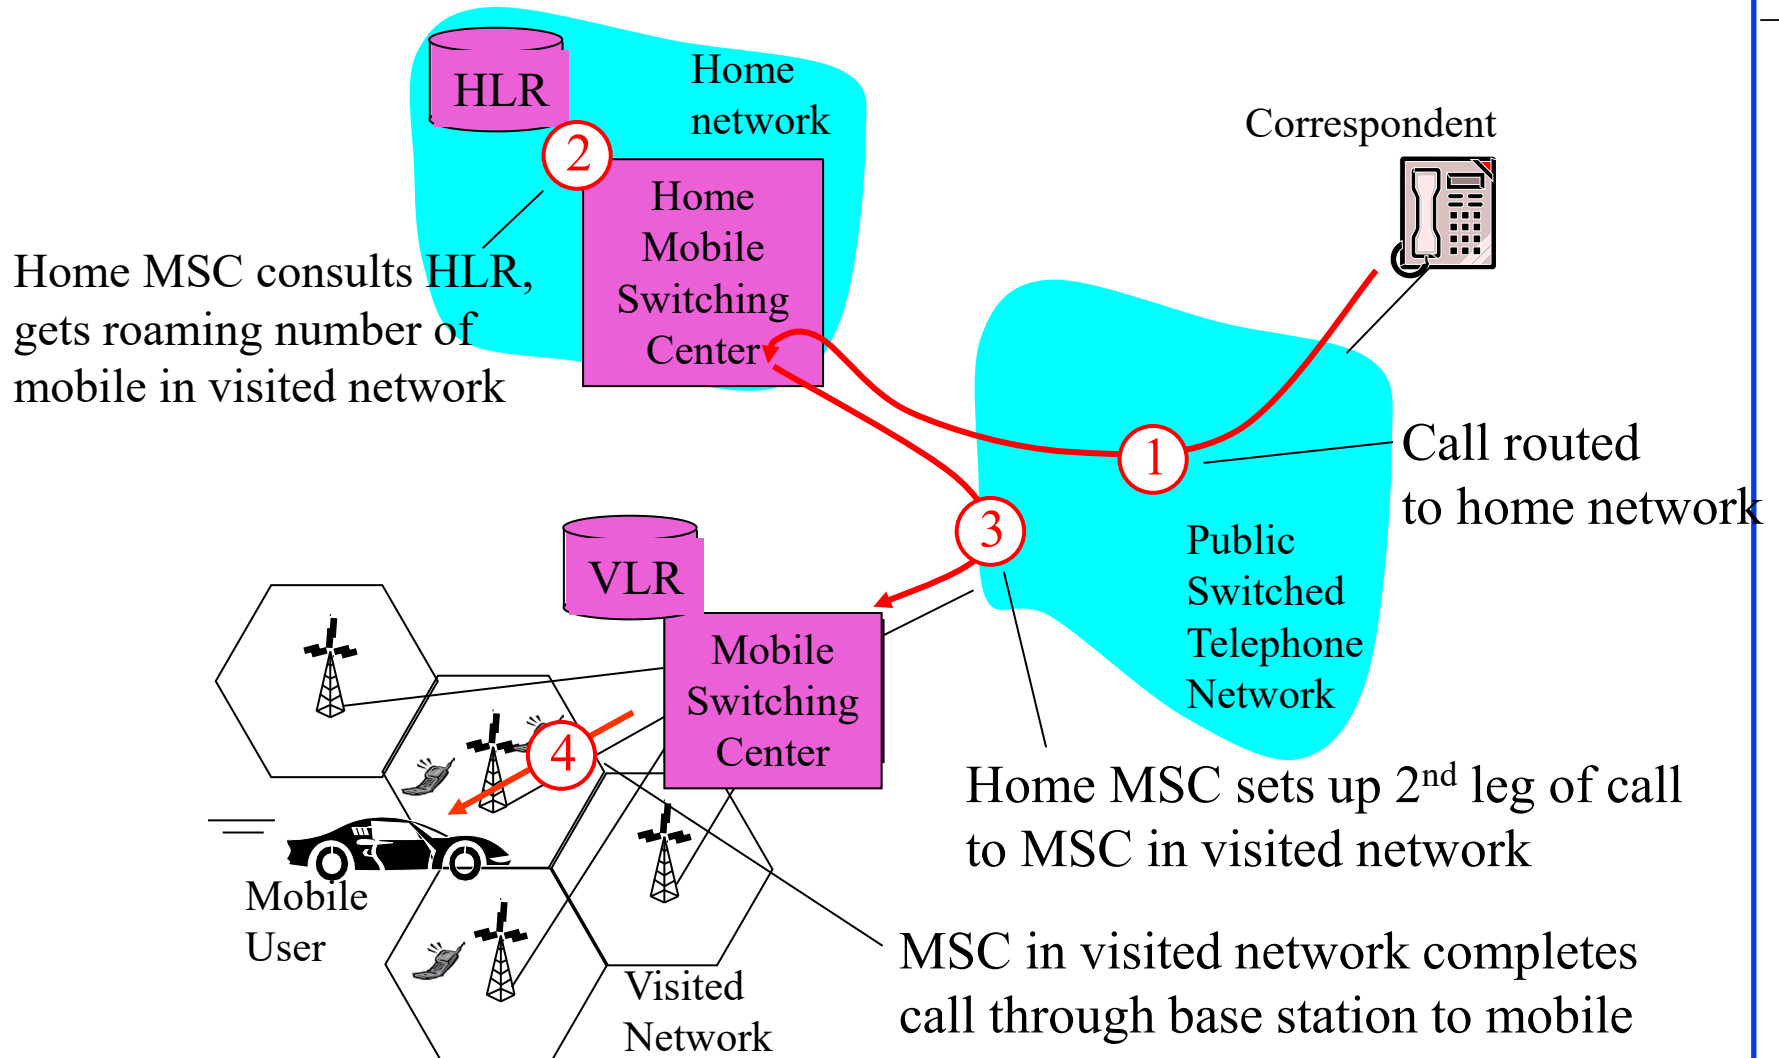 HLR
Home
network
2
Home
Mobile
Switching
Center
Correspondent
Home MSC consults HLR,
gets roaming number of
mobile in visited network
1
Call routed
to home network
3
Public
Switched
Telephone
Network
VLR
Mobile
Switching
Center
4
Home MSC sets up 2nd leg of call
to MSC in visited network
Mobile
User
MSC in visited network completes
call through base station to mobile
Visited
Network